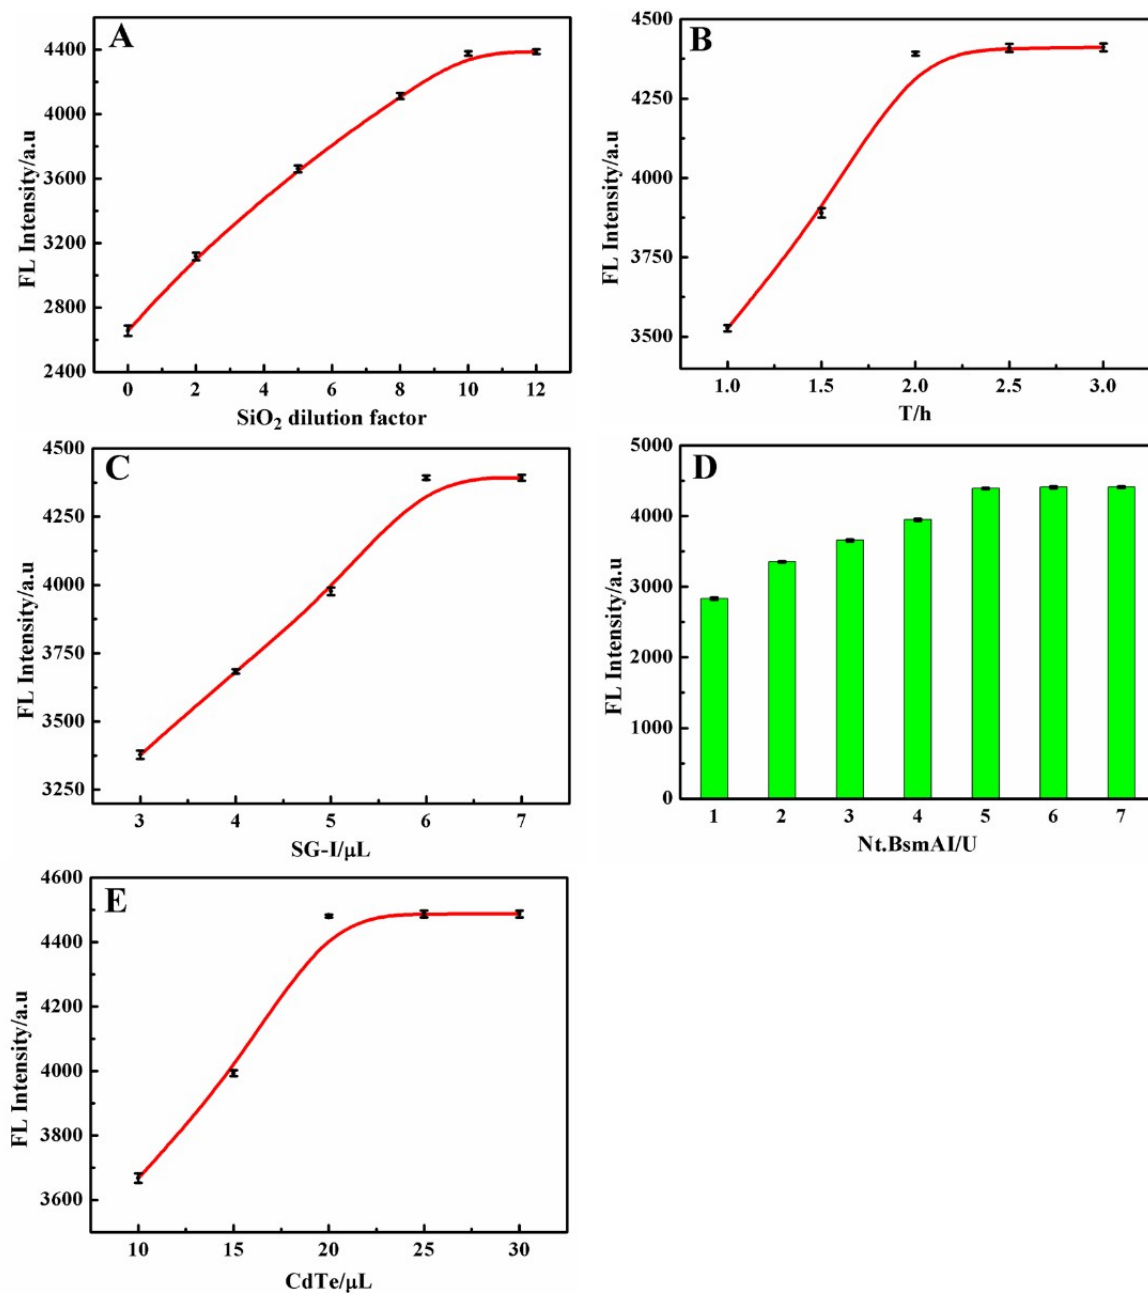 A
FL Intensity/a.u
4400
4000
3600
3200
2800
2400
0 2 4 6 8 10 12
SiO₂ dilution factor
B
FL Intensity/a.u
4500
4250
4000
3750
3500
1.0 1.5 2.0 2.5 3.0
T/h
C
FL Intensity/a.u
4500
4250
4000
3750
3500
3250
3 4 5 6 7
SG-I/μL
D
FL Intensity/a.u
5000
4000
3000
2000
1000
0
1 2 3 4 5 6 7
Nt.BsmAI/U
E
FL Intensity/a.u
4600
4400
4200
4000
3800
3600
10 15 20 25 30
CdTe/μL